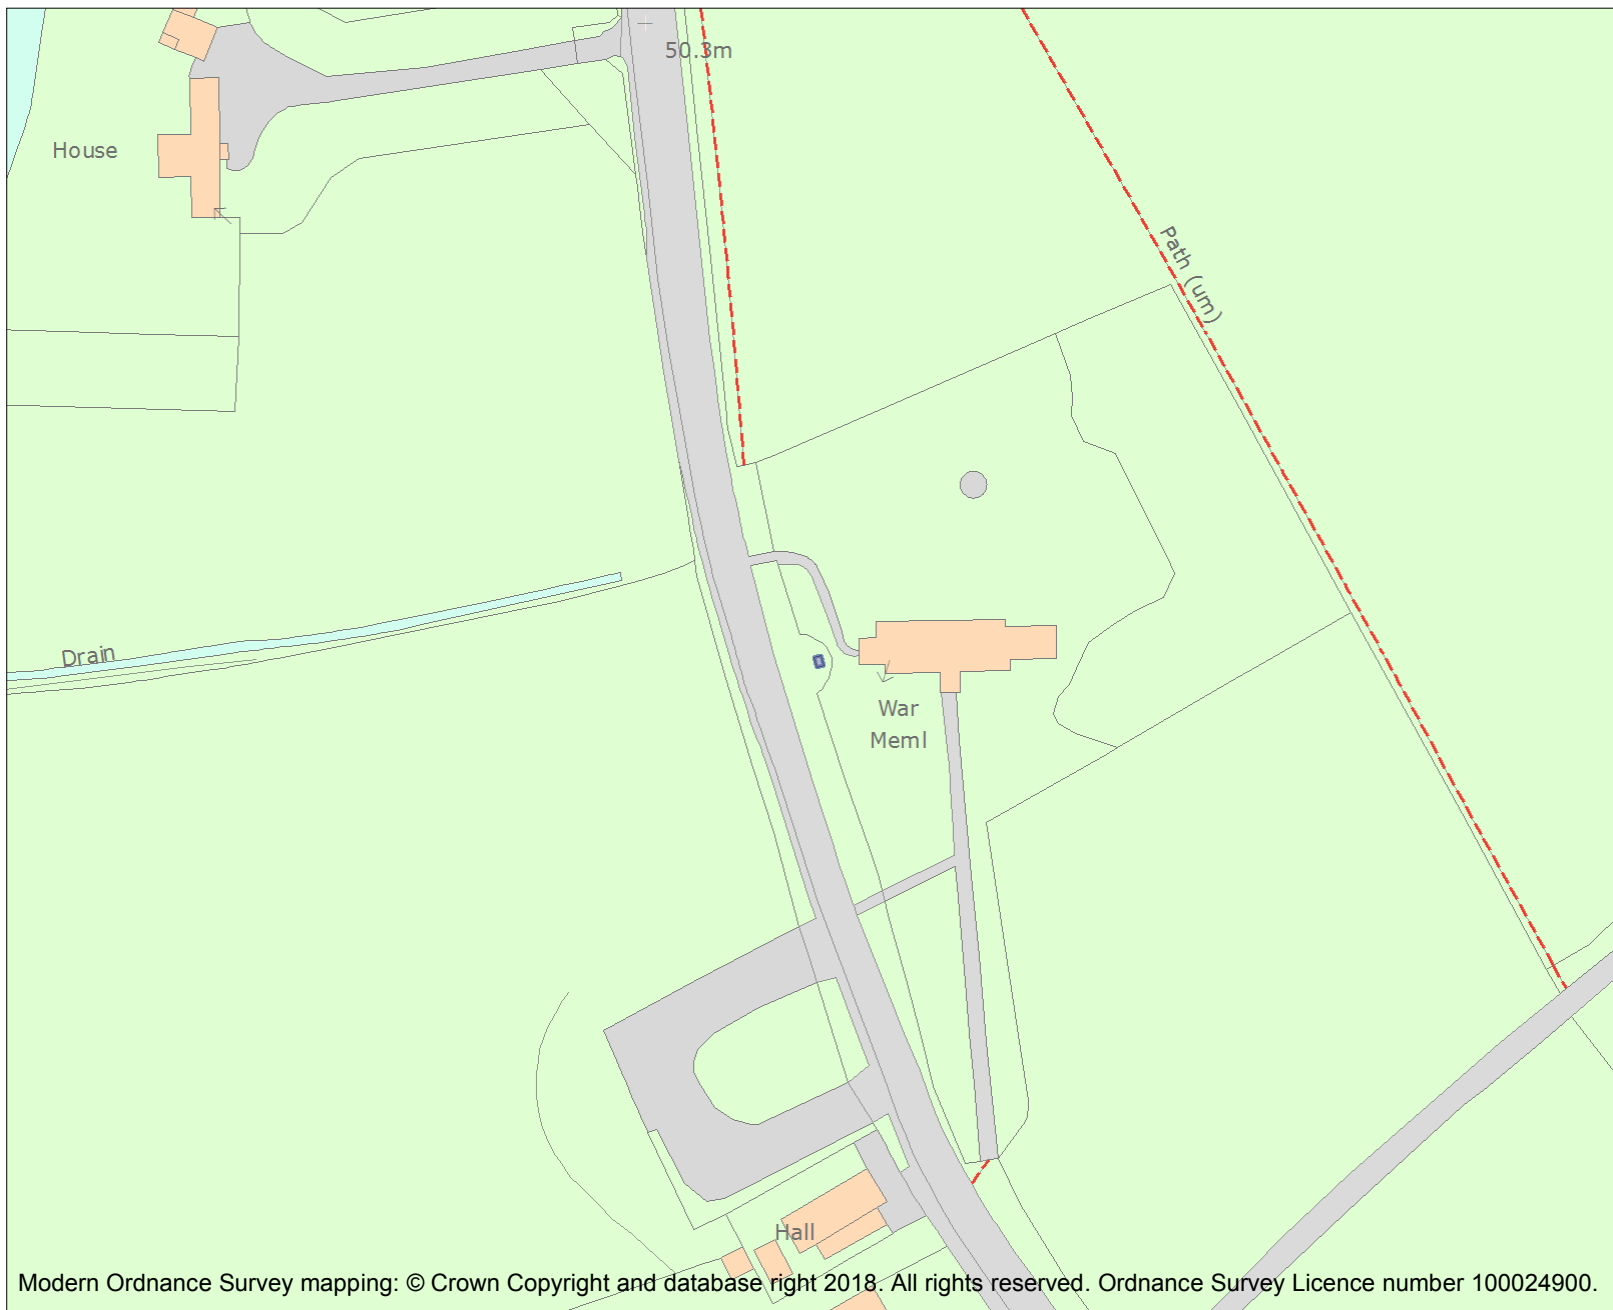 50.3m
House
Path (um)
Drain
War
Meml
Hall
Modern Ordnance Survey mapping: © Crown Copyright and database right 2018. All rights reserved. Ordnance Survey Licence number 100024900.